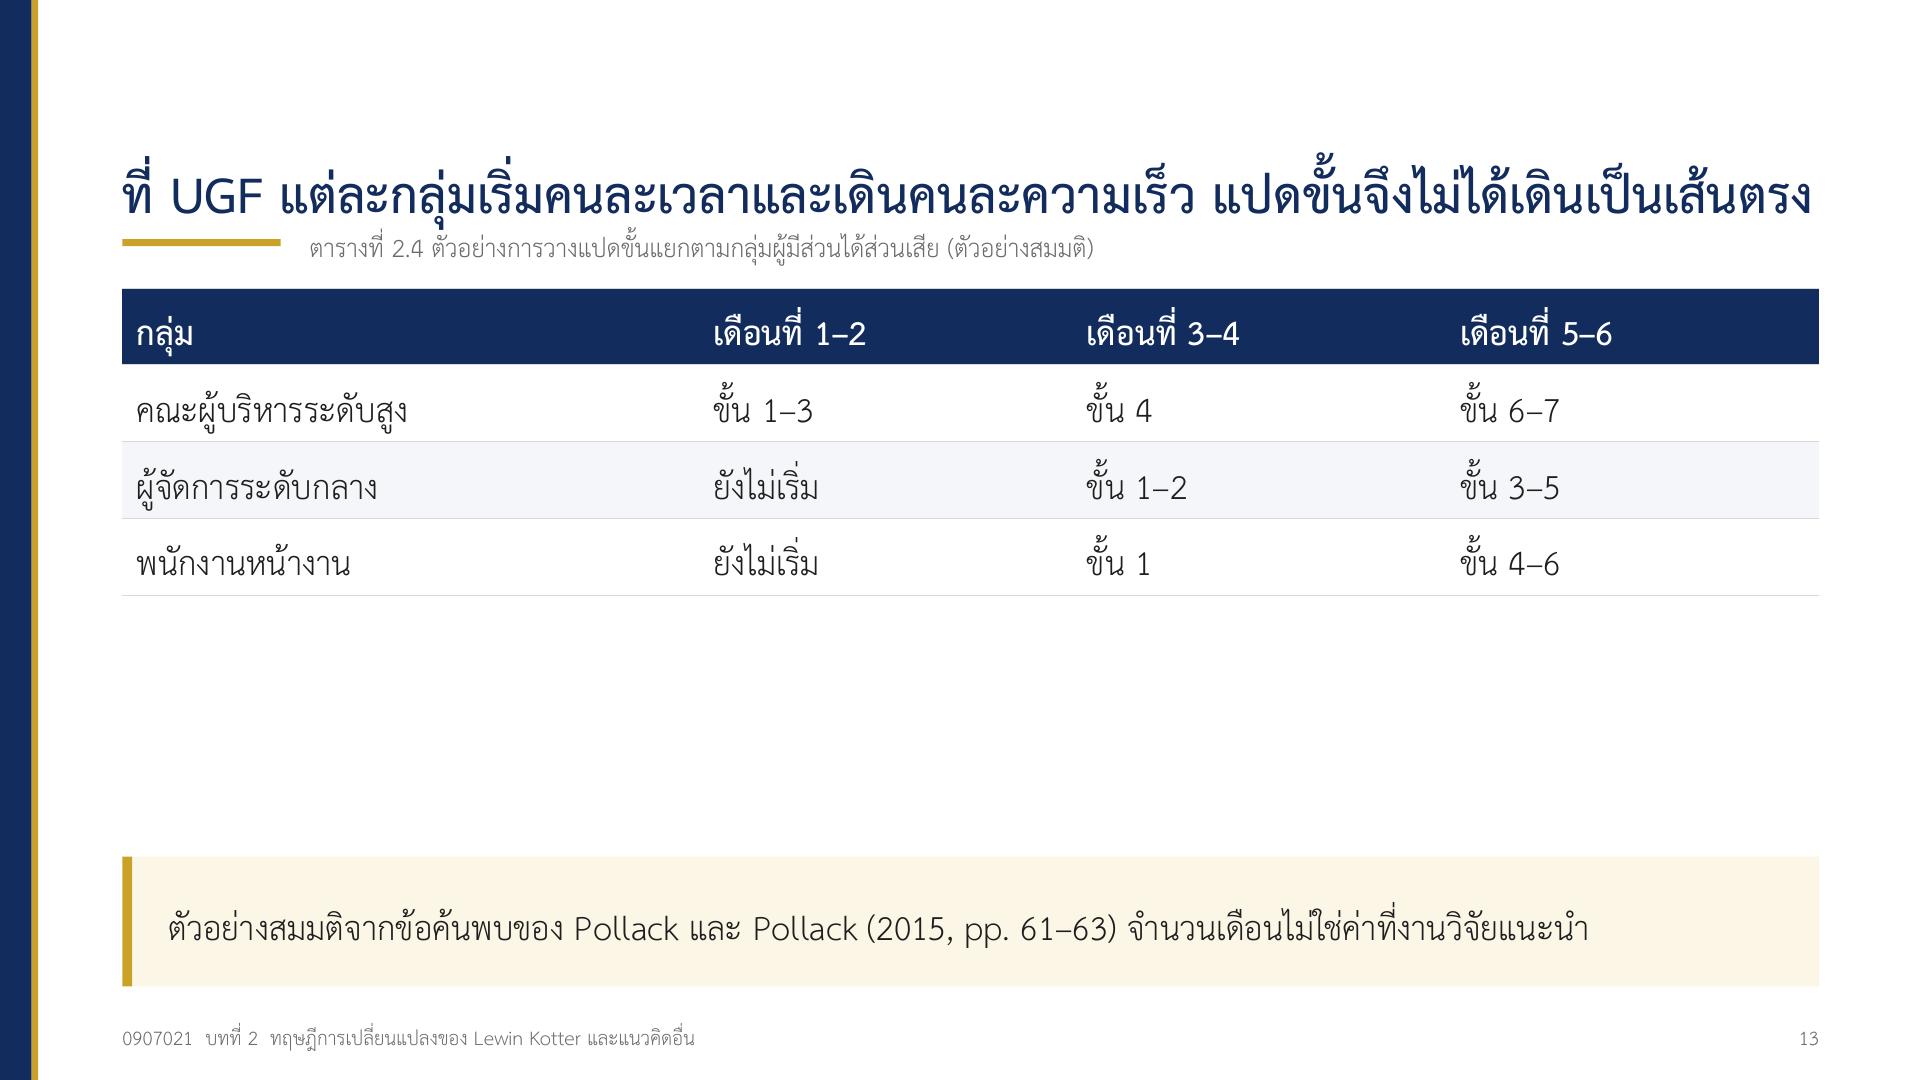 ที่ UGF แต่ละกลุ่มเริ่มคนละเวลาและเดินคนละความเร็ว แปดขั้นจึงไม่ได้เดินเป็นเส้นตรง
ตารางที่ 2.4 ตัวอย่างการวางแปดขั้นแยกตามกลุ่มผู้มีส่วนได้ส่วนเสีย (ตัวอย่างสมมติ)
กลุ่ม เดือนที่ 1–2 เดือนที่ 3–4 เดือนที่ 5–6
คณะผู้บริหารระดับสูง ขั้น 1–3 ขั้น 4 ขั้น 6–7
ผู้จัดการระดับกลาง ยังไม่เริ่ม ขั้น 1–2 ขั้น 3–5
พนักงานหน้างาน ยังไม่เริ่ม ขั้น 1 ขั้น 4–6
ตัวอย่างสมมติจากข้อค้นพบของ Pollack และ Pollack (2015, pp. 61–63) จำนวนเดือนไม่ใช่ค่าที่งานวิจัยแนะนำ
0907021 บทที่ 2 ทฤษฎีการเปลี่ยนแปลงของ Lewin Kotter และแนวคิดอื่น 13